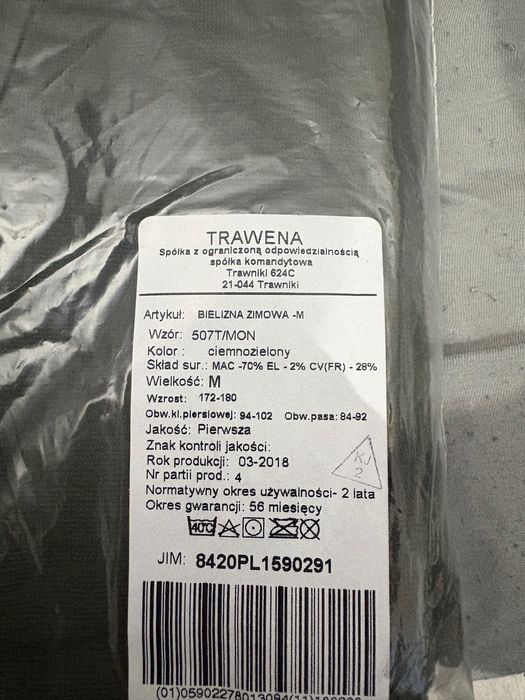 TRAWENA
Spółka z ograniczoną odpowiedzialnością
spółka komandytowa
Trawniki 624C
21-044 Trawniki
Artykuł: BIELIZNA ZIMOWA -M
Wzór: 507T/MON
Kolor : ciemnozielony
Skład sur.: MAC -70% EL - 2% CV(FR) - 28%
Wielkość: M
Wzrost: 172-180
Obw.kl.piersiowej: 94-102 Obw.pasa: 84-92
Jakość: Pierwsza
Znak kontroli jakości:
KJ
2
Rok produkcji: 03-2018
Nr partii prod.: 4
Normatywny okres używalności- 2 lata
Okres gwarancji: 56 miesięcy
40°C
JIM: 8420PL1590291